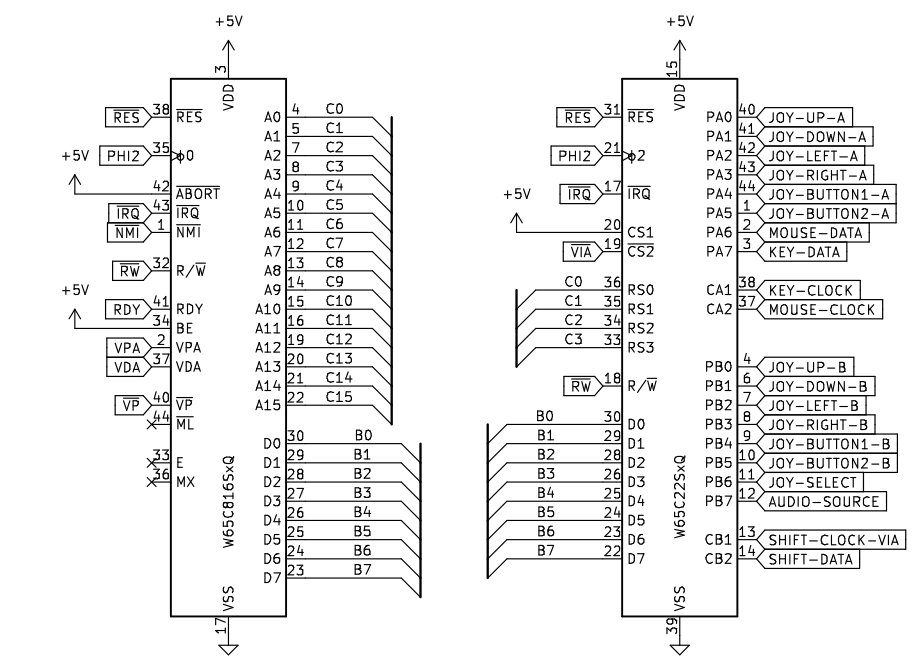 +5V
3
VDD
RES 38 RES
PHI2 35 ϕ0
+5V
42 ABORT
IRQ 43 IRQ
NMI 1 NMI
RW 32 R/W
+5V
RDY 41 RDY
34 BE
VPA 2 VPA
VDA 37 VDA
VP 40 VP
44 ML
33 E
36 MX
A0 4 C0
A1 5 C1
A2 7 C2
A3 8 C3
A4 9 C4
A5 10 C5
A6 11 C6
A7 12 C7
A8 13 C8
A9 14 C9
A10 15 C10
A11 16 C11
A12 19 C12
A13 20 C13
A14 21 C14
A15 22 C15
D0 30 B0
D1 29 B1
D2 28 B2
D3 27 B3
D4 26 B4
D5 25 B5
D6 24 B6
D7 23 B7
W65C816SxQ
VSS
17
+5V
15
VDD
RES 31 RES
PHI2 21 ϕ2
IRQ 17 IRQ
+5V
20 CS1
VIA 19 CS2
C0 36 RS0
C1 35 RS1
C2 34 RS2
C3 33 RS3
RW 18 R/W
B0 30 D0
B1 29 D1
B2 28 D2
B3 26 D3
B4 25 D4
B5 24 D5
B6 23 D6
B7 22 D7
PA0 40 JOY-UP-A
PA1 41 JOY-DOWN-A
PA2 42 JOY-LEFT-A
PA3 43 JOY-RIGHT-A
PA4 44 JOY-BUTTON1-A
PA5 1 JOY-BUTTON2-A
PA6 2 MOUSE-DATA
PA7 3 KEY-DATA
CA1 38 KEY-CLOCK
CA2 37 MOUSE-CLOCK
PB0 4 JOY-UP-B
PB1 6 JOY-DOWN-B
PB2 7 JOY-LEFT-B
PB3 8 JOY-RIGHT-B
PB4 9 JOY-BUTTON1-B
PB5 10 JOY-BUTTON2-B
PB6 11 JOY-SELECT
PB7 12 AUDIO-SOURCE
CB1 13 SHIFT-CLOCK-VIA
CB2 14 SHIFT-DATA
W65C22SxQ
VSS
39